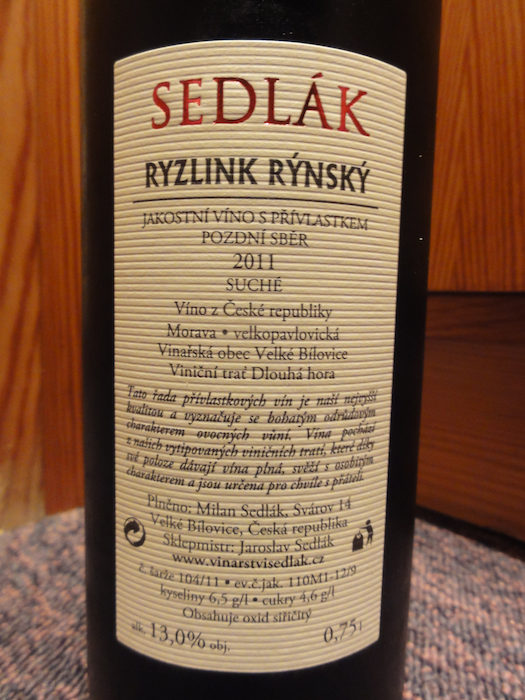 SEDLÁK
RYZLINK RÝNSKÝ
JAKOSTNÍ VÍNO S PŘÍVLASTKEM
POZDNÍ SBĚR
2011
SUCHÉ
Víno z České republiky
Morava • velkopavlovická
Vinařská obec Velké Bílovice
Viniční trať Dlouhá hora
Tato řada přívlastkových vín je naší nejvyšší
kvalitou a vyznačuje se bohatým odrůdovým
charakterem ovocných vůní. Vína pochází
z našich vytipovaných viničních tratí, které díky
své poloze dávají vína plná, svěží s osobitým
charakterem a jsou určena pro chvíle s přáteli.
Plněno: Milan Sedlák, Svárov 14
Velké Bílovice, Česká republika
Sklepmistr: Jaroslav Sedlák
www.vinarstvisedlak.cz
č. šarže 104/11 • ev.č.jak. 110M1-12/9
kyseliny 6,5 g/l • cukry 4,6 g/l
Obsahuje oxid siřičitý
alk. 13,0% obj. 0,75 l